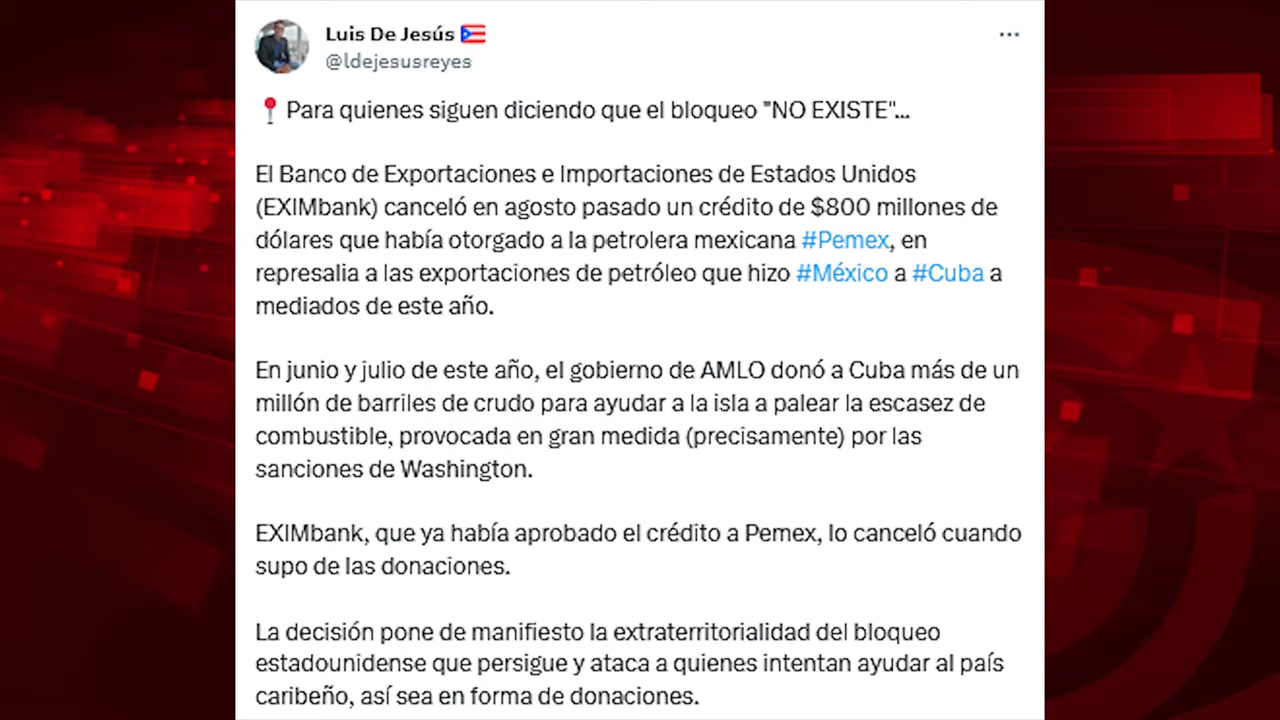 Luis De Jesús 🇵🇷
@ldejesusreyes
📍Para quienes siguen diciendo que el bloqueo "NO EXISTE"...
El Banco de Exportaciones e Importaciones de Estados Unidos
(EXIMbank) canceló en agosto pasado un crédito de $800 millones de
dólares que había otorgado a la petrolera mexicana #Pemex, en
represalia a las exportaciones de petróleo que hizo #México a #Cuba a
mediados de este año.
En junio y julio de este año, el gobierno de AMLO donó a Cuba más de un
millón de barriles de crudo para ayudar a la isla a palear la escasez de
combustible, provocada en gran medida (precisamente) por las
sanciones de Washington.
EXIMbank, que ya había aprobado el crédito a Pemex, lo canceló cuando
supo de las donaciones.
La decisión pone de manifiesto la extraterritorialidad del bloqueo
estadounidense que persigue y ataca a quienes intentan ayudar al país
caribeño, así sea en forma de donaciones.